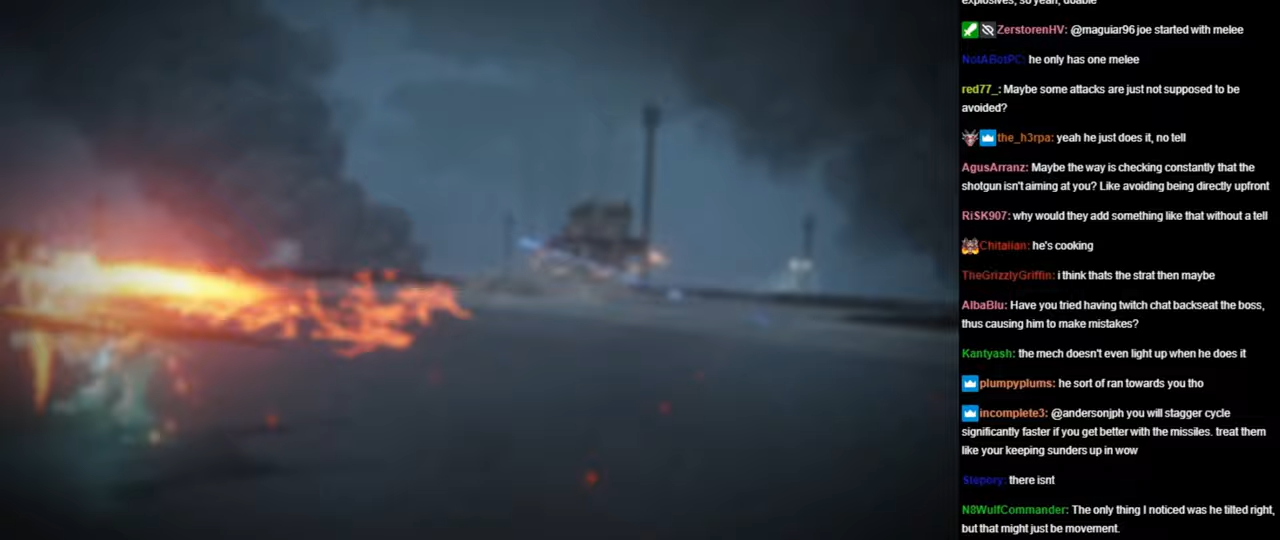 explosives, so yeah, doable
ZerstorenHV: @maguiar96 joe started with melee
NotABotPC: he only has one melee
red77_: Maybe some attacks are just not supposed to be
avoided?
the_h3rpa: yeah he just does it, no tell
AgusArranz: Maybe the way is checking constantly that the
shotgun isn't aiming at you? Like avoiding being directly upfront
RiSK907: why would they add something like that without a tell
Chitalian: he's cooking
TheGrizzlyGriffin: i think thats the strat then maybe
AlbaBlu: Have you tried having twitch chat backseat the boss,
thus causing him to make mistakes?
Kantyash: the mech doesn't even light up when he does it
plumpyplums: he sort of ran towards you tho
incomplete3: @andersonjph you will stagger cycle
significantly faster if you get better with the missiles. treat them
like your keeping sunders up in wow
Slepory: there isnt
N8WulfCommander: The only thing I noticed was he tilted right,
but that might just be movement.